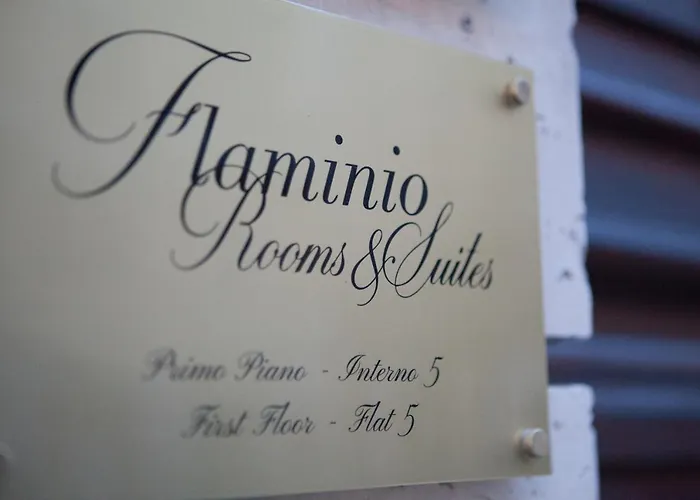 Flaminio
Rooms & Suites
Primo Piano - Interno 5
First Floor - Flat 5